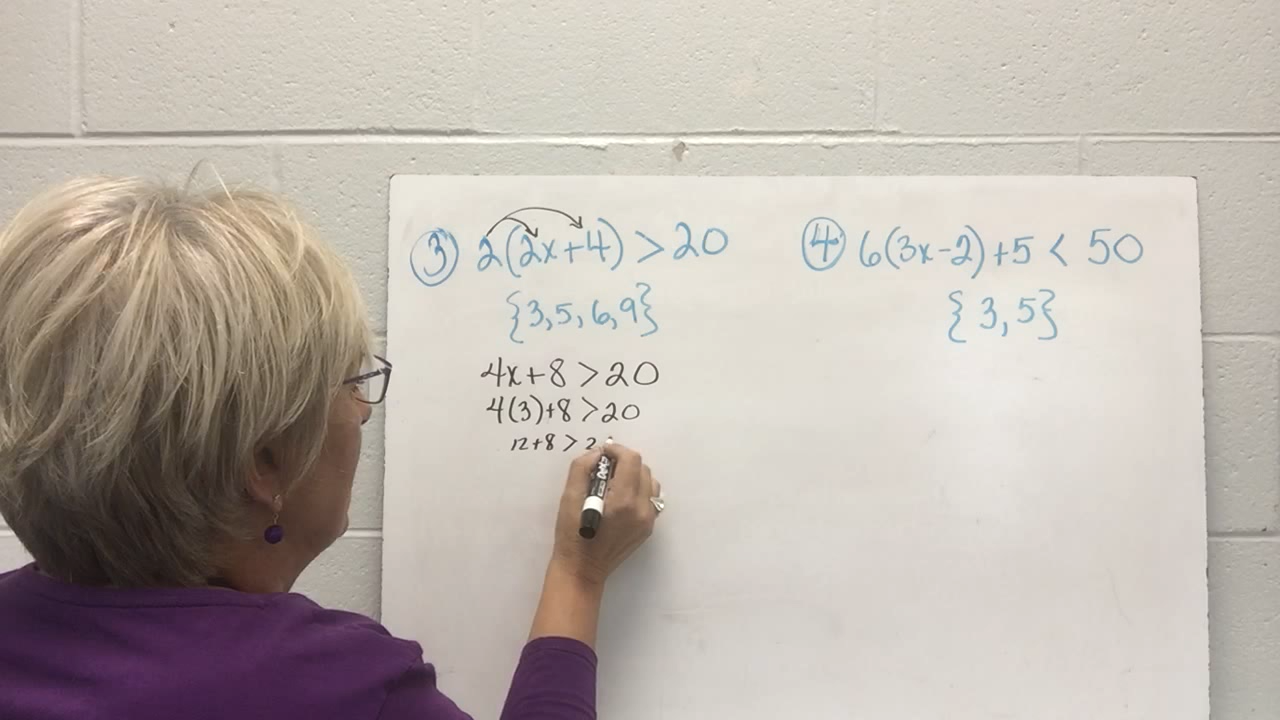 ③ 2(2x+4) > 20
{3,5,6,9}
4x+8 > 20
4(3)+8 > 20
12+8 > 2
④ 6(3x-2)+5 < 50
{3,5}